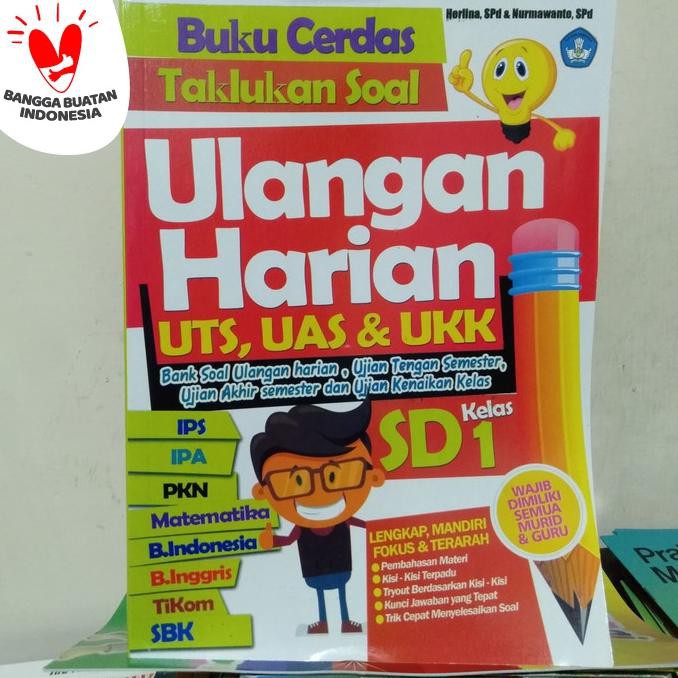 BANGGA BUATAN
INDONESIA
Herlina, SPd & Nurmawanto, SPd
Buku Cerdas
Taklukan Soal
Ulangan
Harian
UTS, UAS & UKK
Bank Soal Ulangan harian , Ujian Tengan Semester,
Ujian Akhir semester dan Ujian Kenaikan Kelas
SD Kelas 1
IPS
IPA
PKN
Matematika
B.Indonesia
B.Inggris
TiKom
SBK
WAJIB
DIMILIKI
SEMUA
MURID
& GURU
LENGKAP, MANDIRI
FOKUS & TERARAH
• Pembahasan Materi
• Kisi - Kisi Terpadu
• Tryout Berdasarkan Kisi - Kisi
• Kunci Jawaban yang Tepat
• Trik Cepat Menyelesaikan Soal